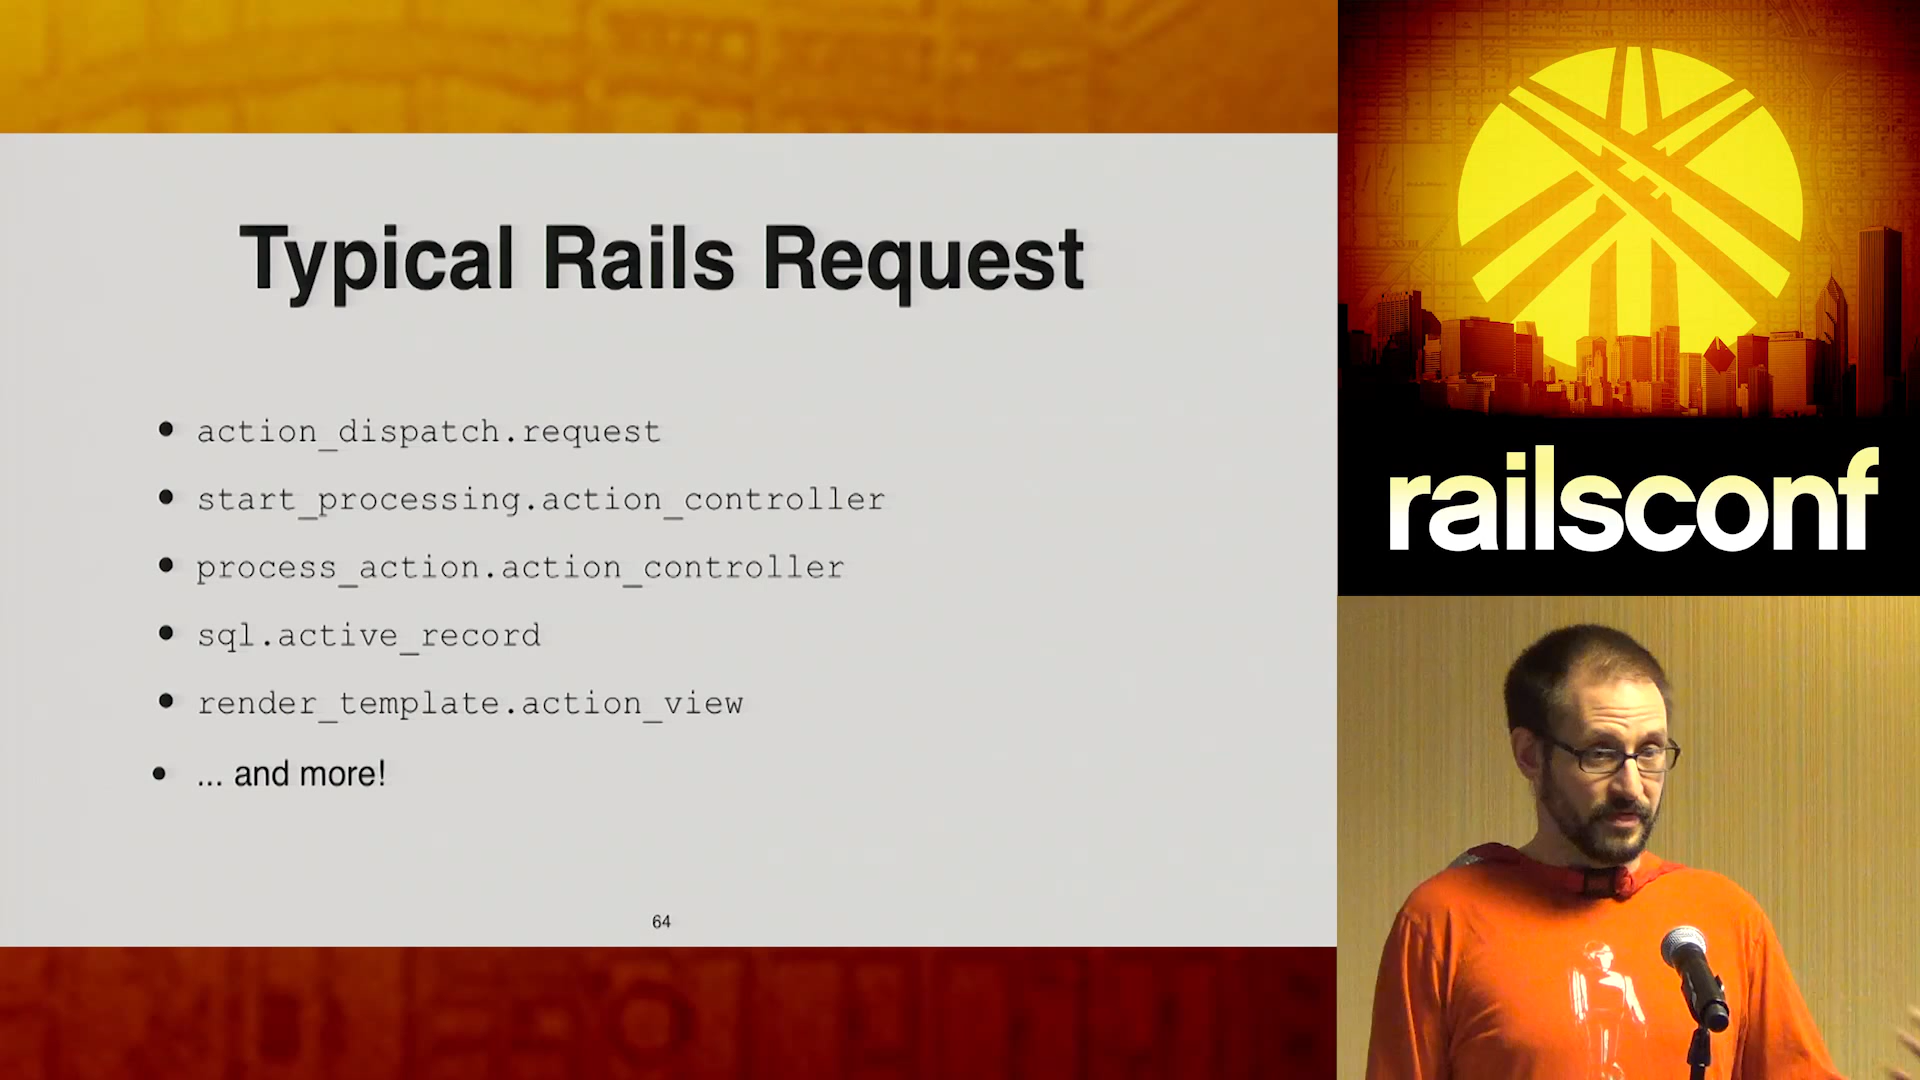 Typical Rails Request
• action_dispatch.request
• start_processing.action_controller
• process_action.action_controller
• sql.active_record
• render_template.action_view
• ... and more!
64
railsconf